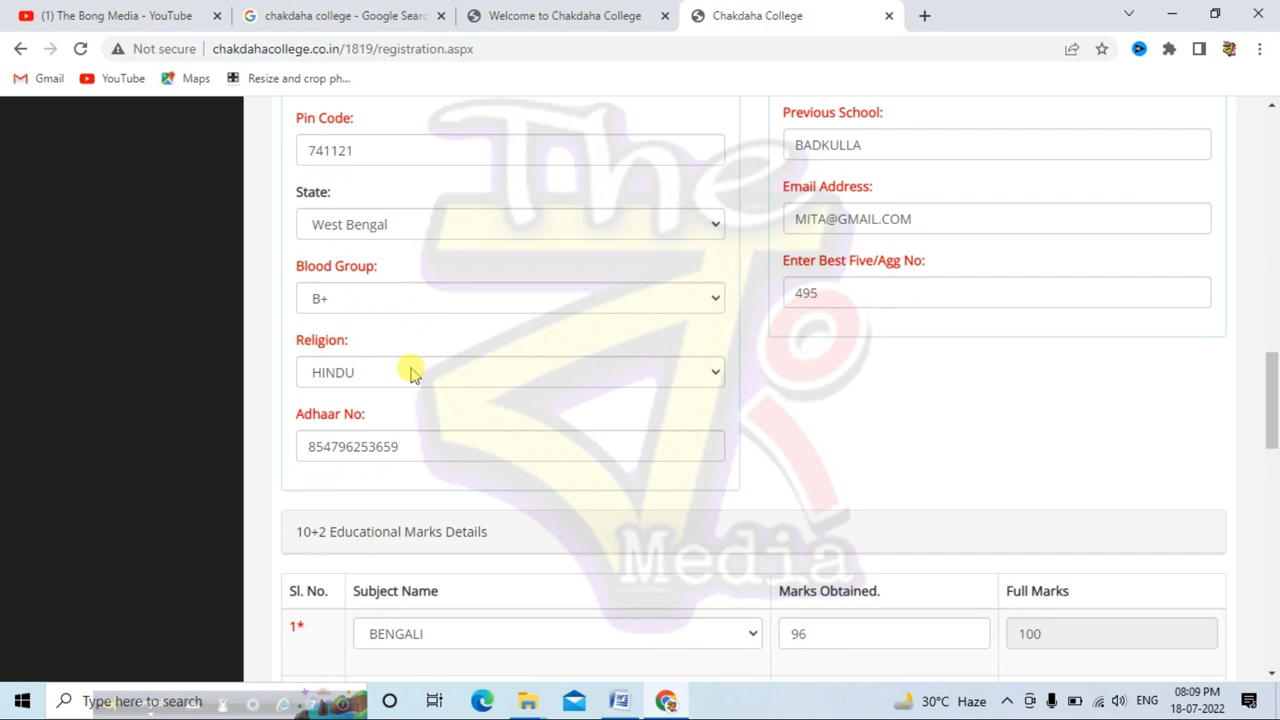 (1) The Bong Media - YouTube
chakdaha college - Google Sear
Welcome to Chakdaha College
Chakdaha College
Not secure
chakdahacollege.co.in/1819/registration.aspx
Gmail
YouTube
Maps
Resize and crop ph...
Pin Code:
741121
State:
West Bengal
Blood Group:
B+
Religion:
HINDU
Adhaar No:
854796253659
Previous School:
BADKULLA
Email Address:
MITA@GMAIL.COM
Enter Best Five/Agg No:
495
The
Media
10+2 Educational Marks Details
Sl. No.
Subject Name
Marks Obtained.
Full Marks
1*
BENGALI
96
100
Type here to search
30°C Haze
ENG
08:09 PM
18-07-2022